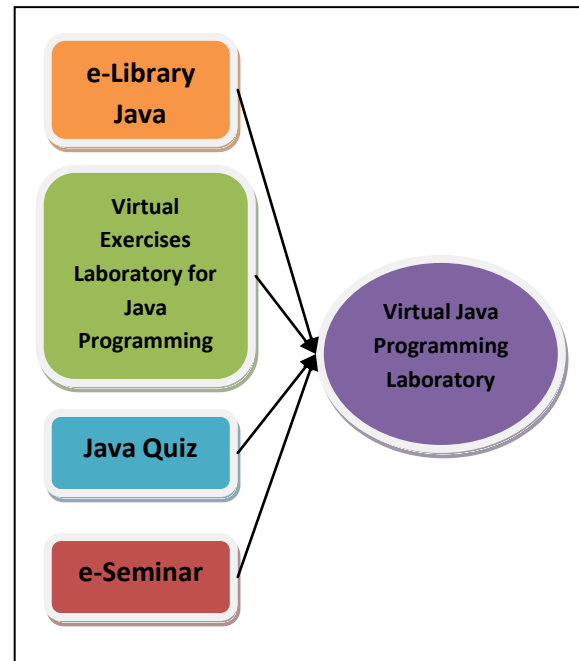 e-Library
Java
Virtual
Exercises
Laboratory for
Java
Programming
Virtual Java
Programming
Laboratory
Java Quiz
e-Seminar